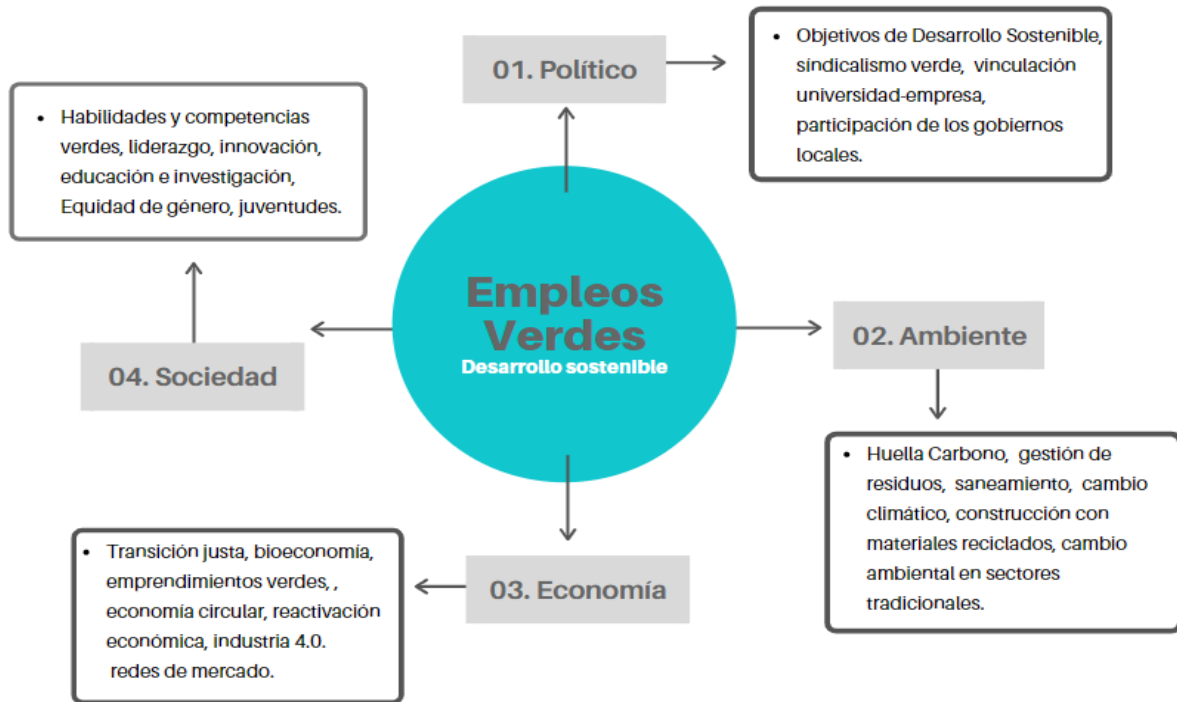 Empleos
Verdes
Desarrollo sostenible
01. Político
• Objetivos de Desarrollo Sostenible,
síndicalismo verde, vinculación
universidad-empresa,
participación de los gobiernos
locales.
02. Ambiente
• Huella Carbono, gestión de
residuos, saneamiento, cambio
climático, construcción con
materiales reciclados, cambio
ambiental en sectores
tradicionales.
03. Economía
• Transición justa, bioeconomía,
emprendimientos verdes, ,
economía circular, reactivación
económica, industria 4.0.
redes de mercado.
04. Sociedad
• Habilidades y competencias
verdes, liderazgo, innovación,
educación e investigación,
Equidad de género, juventudes.